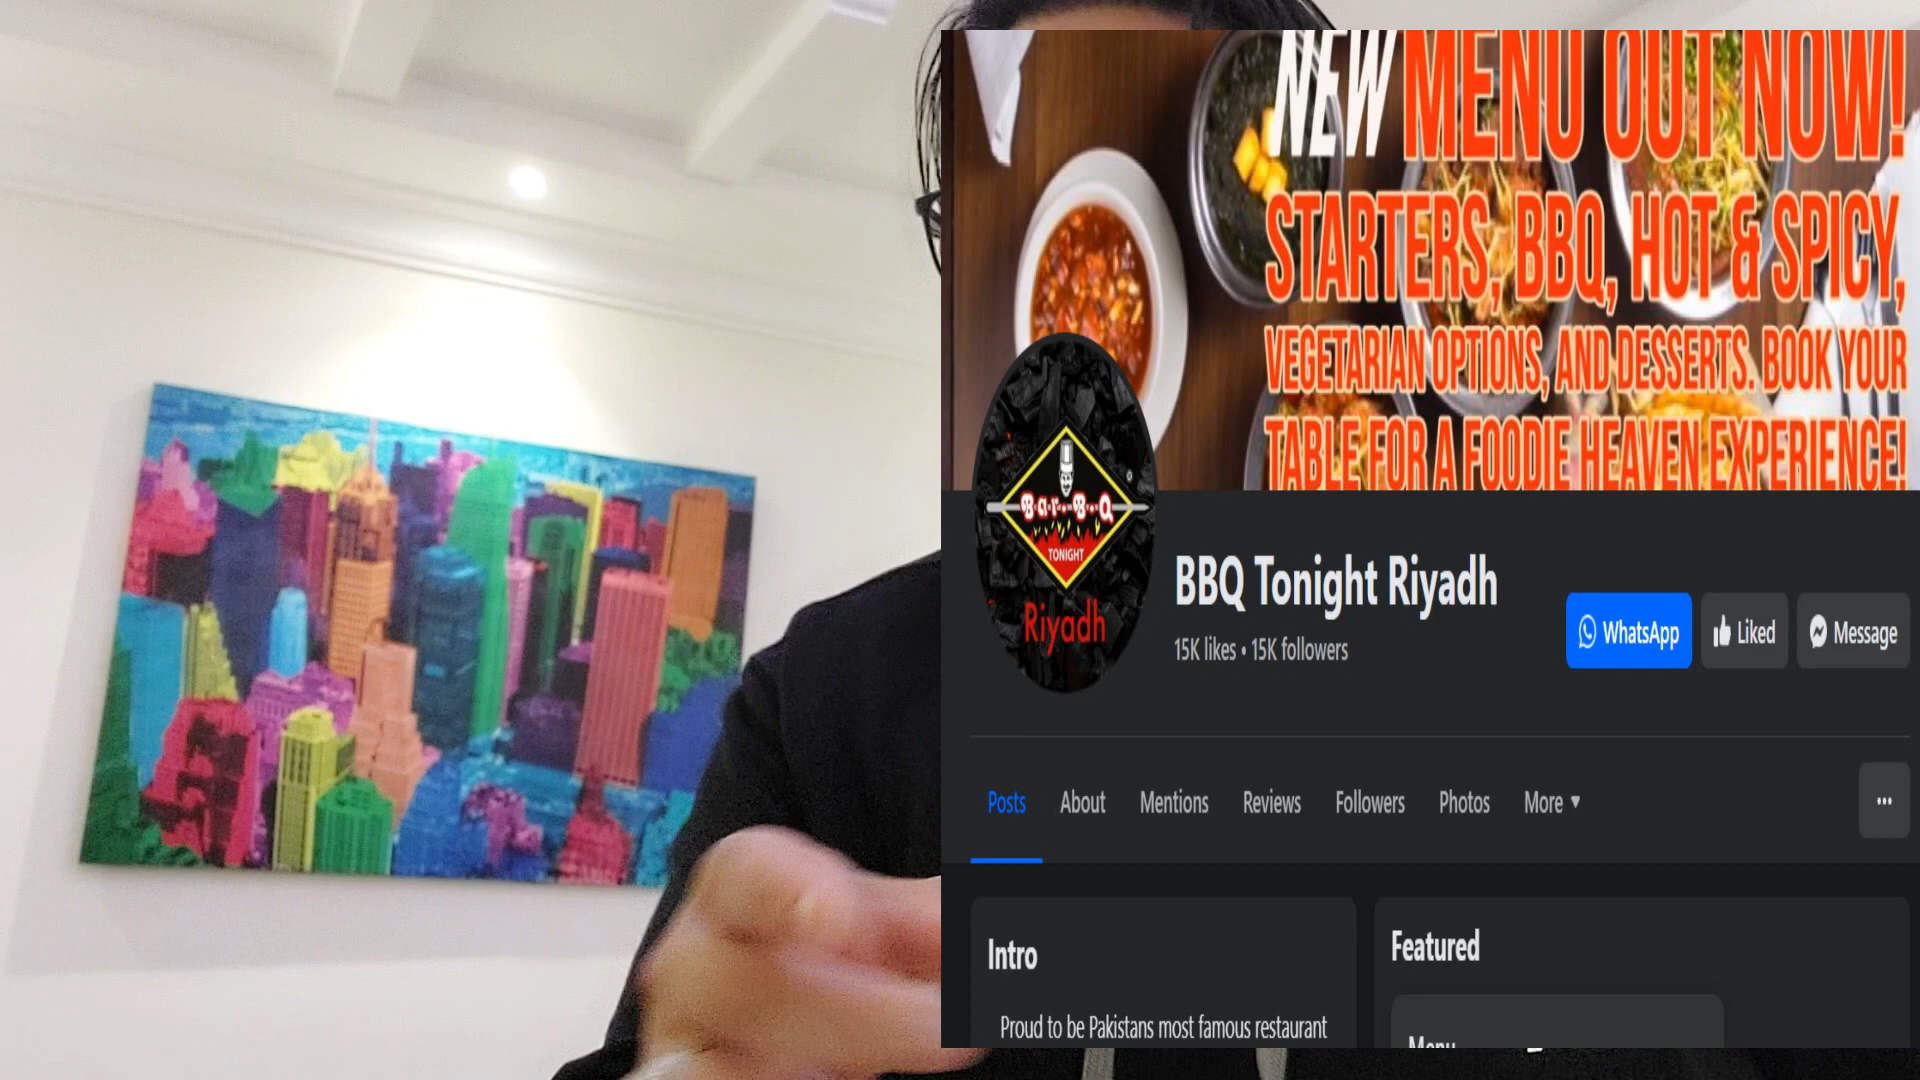 NEW MENU OUT NOW!
STARTERS, BBQ, HOT & SPICY,
VEGETARIAN OPTIONS, AND DESSERTS. BOOK YOUR
TABLE FOR A FOODIE HEAVEN EXPERIENCE!
Bar.B.Q
TONIGHT
Riyadh
BBQ Tonight Riyadh
15K likes • 15K followers
WhatsApp
Liked
Message
Posts About Mentions Reviews Followers Photos More
Intro
Featured
Proud to be Pakistans most famous restaurant
Menu